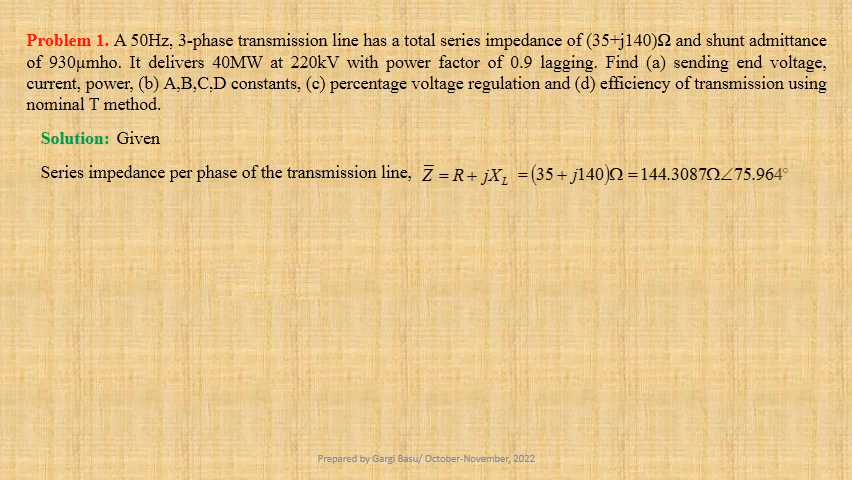 Problem 1. A 50Hz, 3-phase transmission line has a total series impedance of (35+j140)Ω and shunt admittance
of 930µmho. It delivers 40MW at 220kV with power factor of 0.9 lagging. Find (a) sending end voltage,
current, power, (b) A,B,C,D constants, (c) percentage voltage regulation and (d) efficiency of transmission using
nominal T method.
Solution: Given
Series impedance per phase of the transmission line, Z̅ = R + jX_L = (35 + j140)Ω = 144.3087Ω∠75.964°
Prepared by Gargi Basu/ October-November, 2022